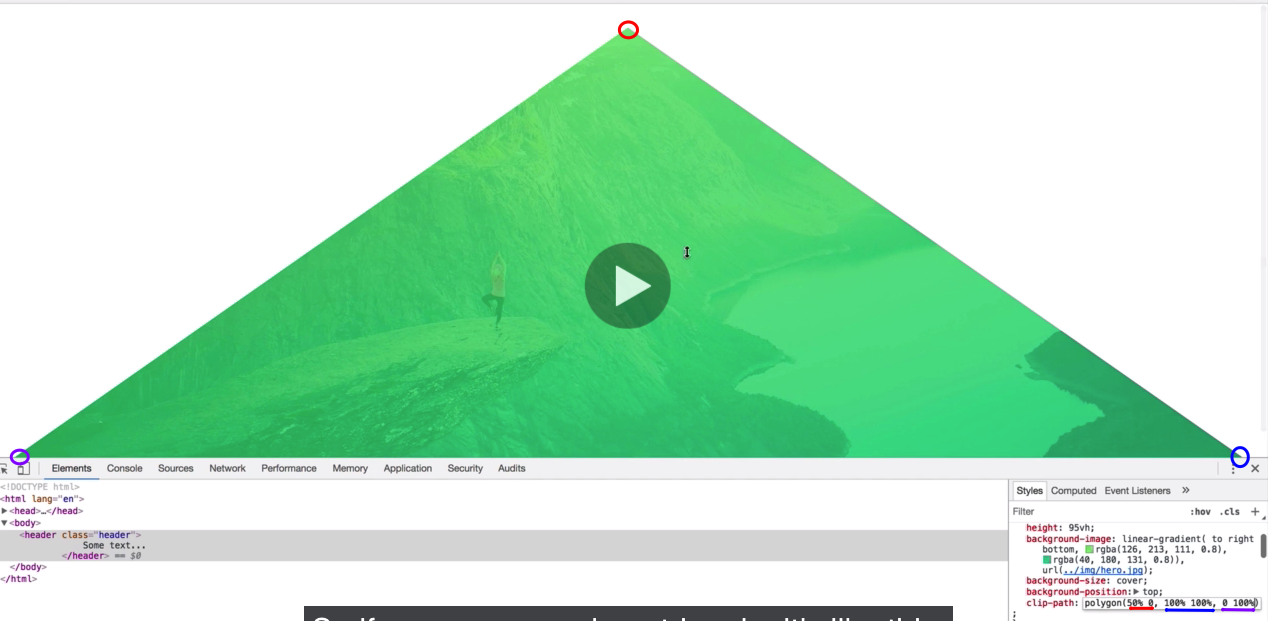 Elements Console Sources Network Performance Memory Application Security Audits
<!DOCTYPE html>
<html lang="en">
<head>…</head>
<body>
<header class="header">
Some text...
</header> == $0
</body>
</html>
Styles Computed Event Listeners »
Filter :hov .cls +
height: 95vh;
background-image: linear-gradient( to right
bottom, rgba(126, 213, 111, 0.8),
rgba(40, 180, 131, 0.8)),
url(../img/hero.jpg);
background-size: cover;
background-position: top;
clip-path: polygon(50% 0, 100% 100%, 0 100%)
;